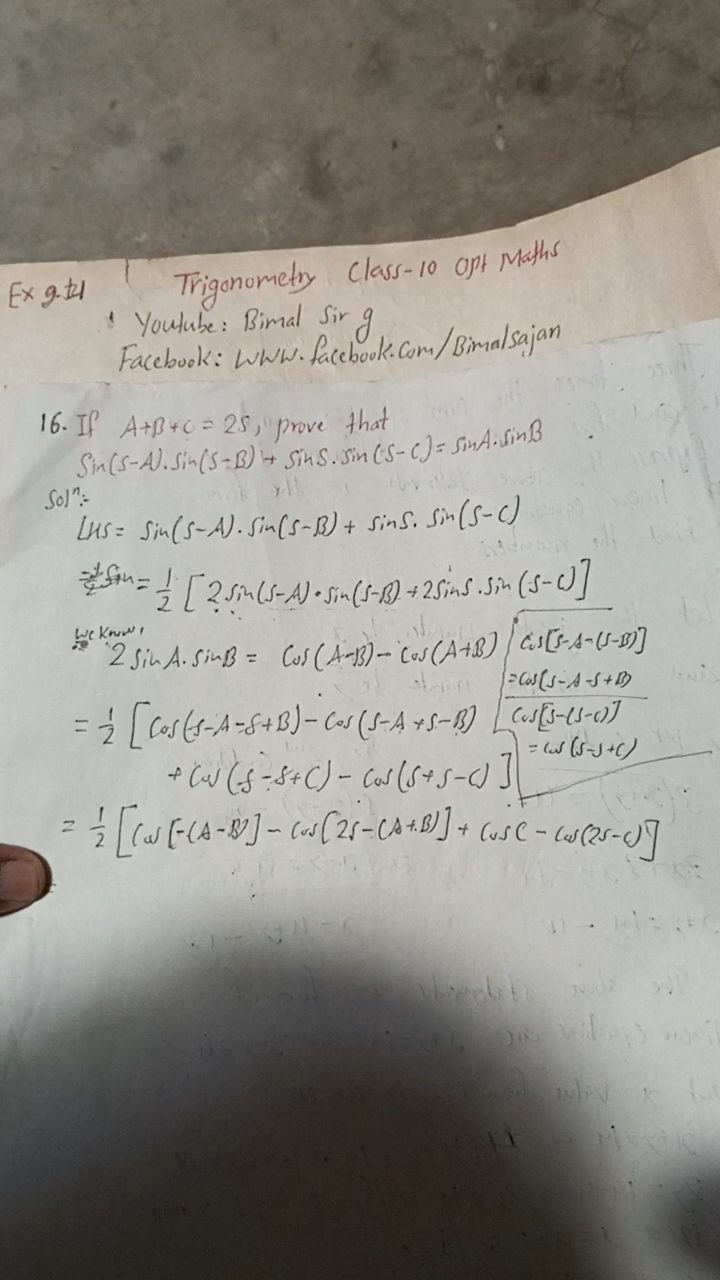 Ex 9.
Trigonometry Class-10 Opt Maths
Youtube: Bimal Sir g
Facebook: WWW.facebook.com/Bimalsajan
16. If A+B+C = 2S, prove that
Sin(S-A).sin(S-B) + sinS.sin(S-C) = sinA.sinB
Solⁿ:-
LHS = sin(S-A).sin(S-B) + sinS. sin(S-C)
= 1/2 [2sin(S-A).sin(S-B) + 2sinS.sin(S-C)]
We know,
2 sinA.sinB = Cos(A-B) - Cos(A+B)
Cos[S-A-(S-B)]
= Cos(S-A-S+B)
Cos[S-(S-C)]
= Cos(S-S+C)
= 1/2 [Cos(S-A-S+B) - Cos(S-A+S-B)
+ Cos(S-S+C) - Cos(S+S-C)]
= 1/2 [Cos[-(A-B)] - Cos[2S-(A+B)] + CosC - Cos(2S-C)]